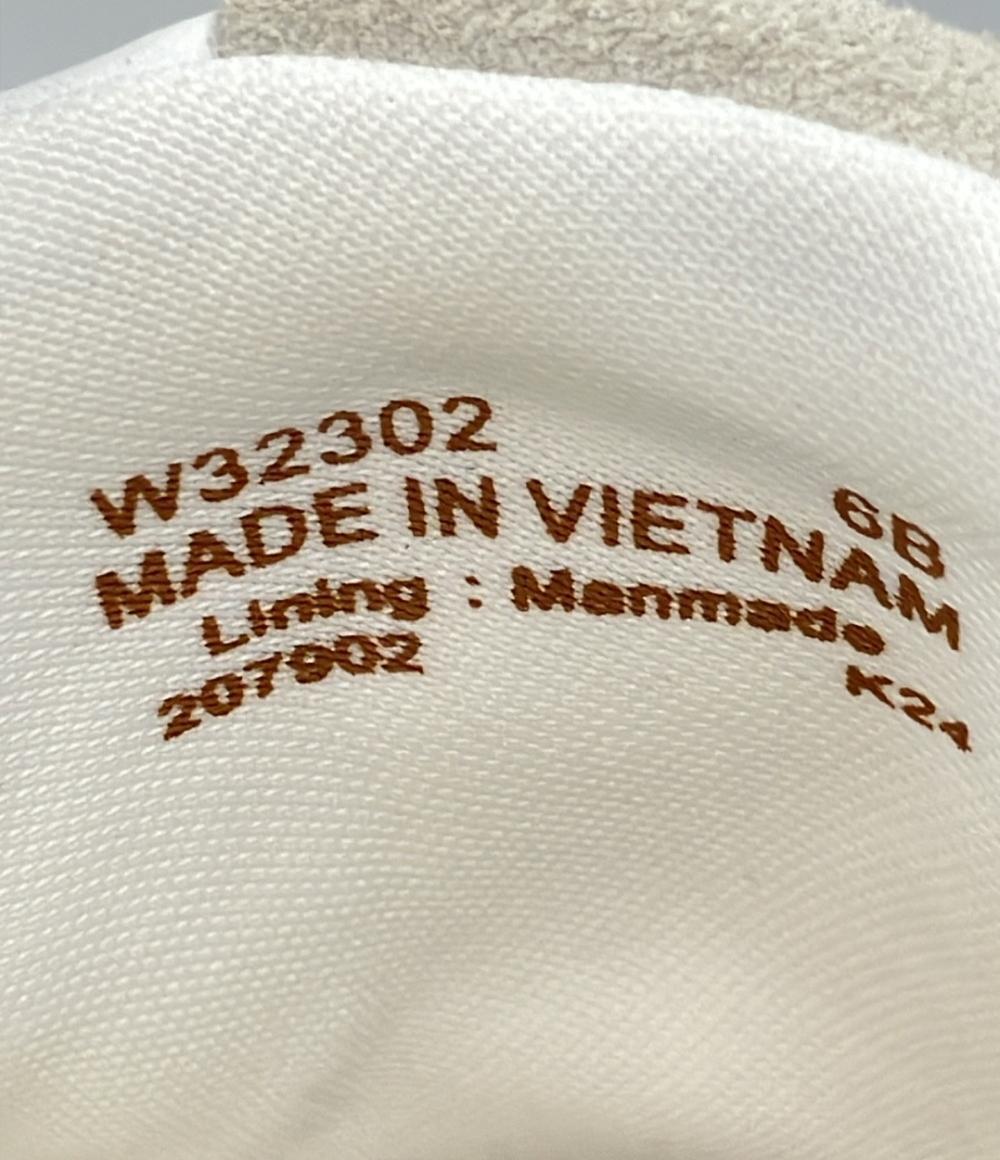 W32302 6B
MADE IN VIETNAM
Lining : Manmade
207902 K24